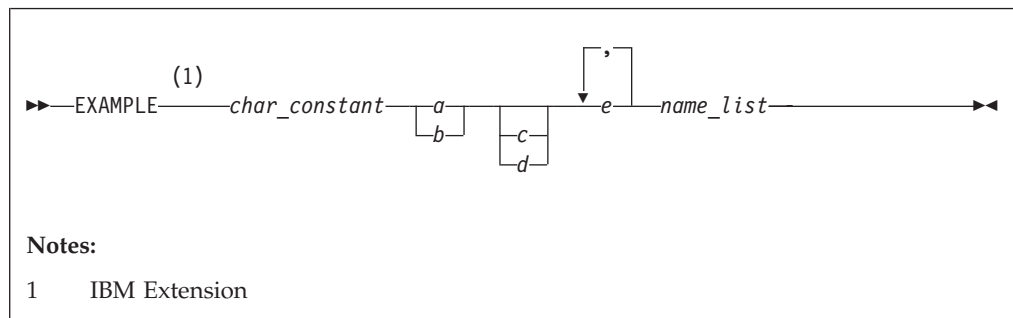 ,
(1)
►►—EXAMPLE—char_constant—a—e—name_list—►◄
b c
d
Notes:
1 IBM Extension